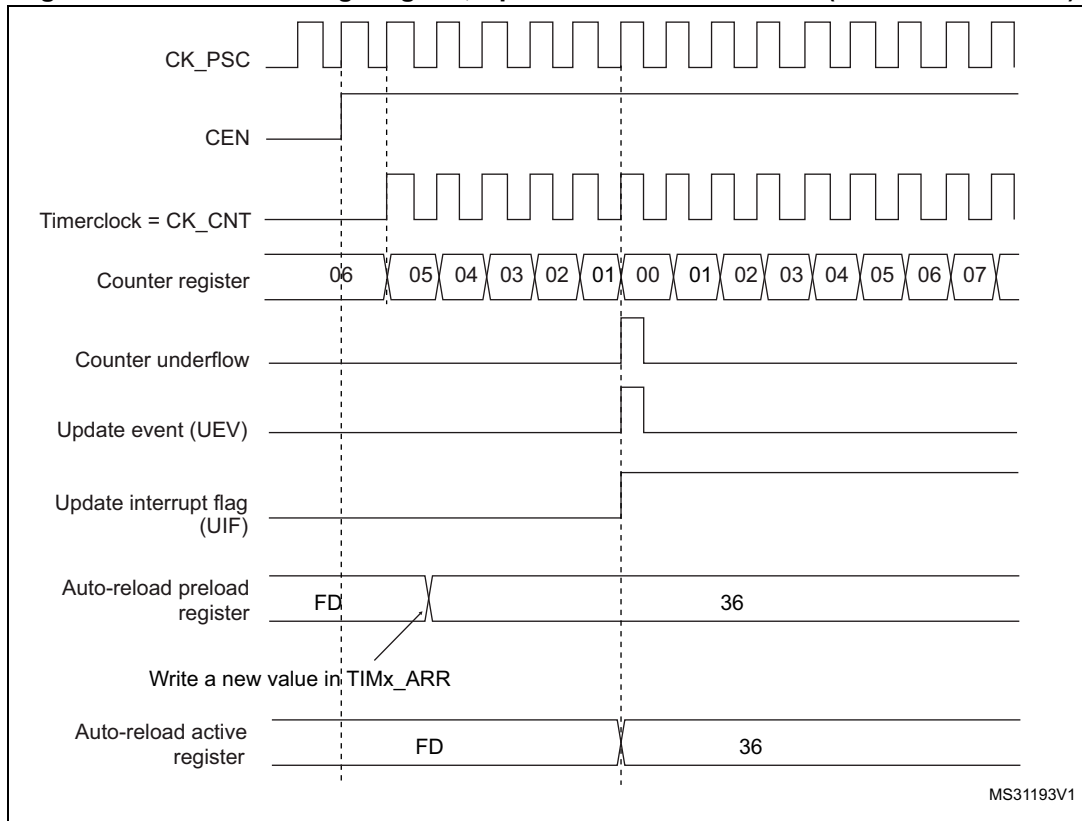 CK_PSC
CEN
Timerclock = CK_CNT
Counter register
06 05 04 03 02 01 00 01 02 03 04 05 06 07
Counter underflow
Update event (UEV)
Update interrupt flag
(UIF)
Auto-reload preload
register
FD 36
Write a new value in TIMx_ARR
Auto-reload active
register
FD 36
MS31193V1